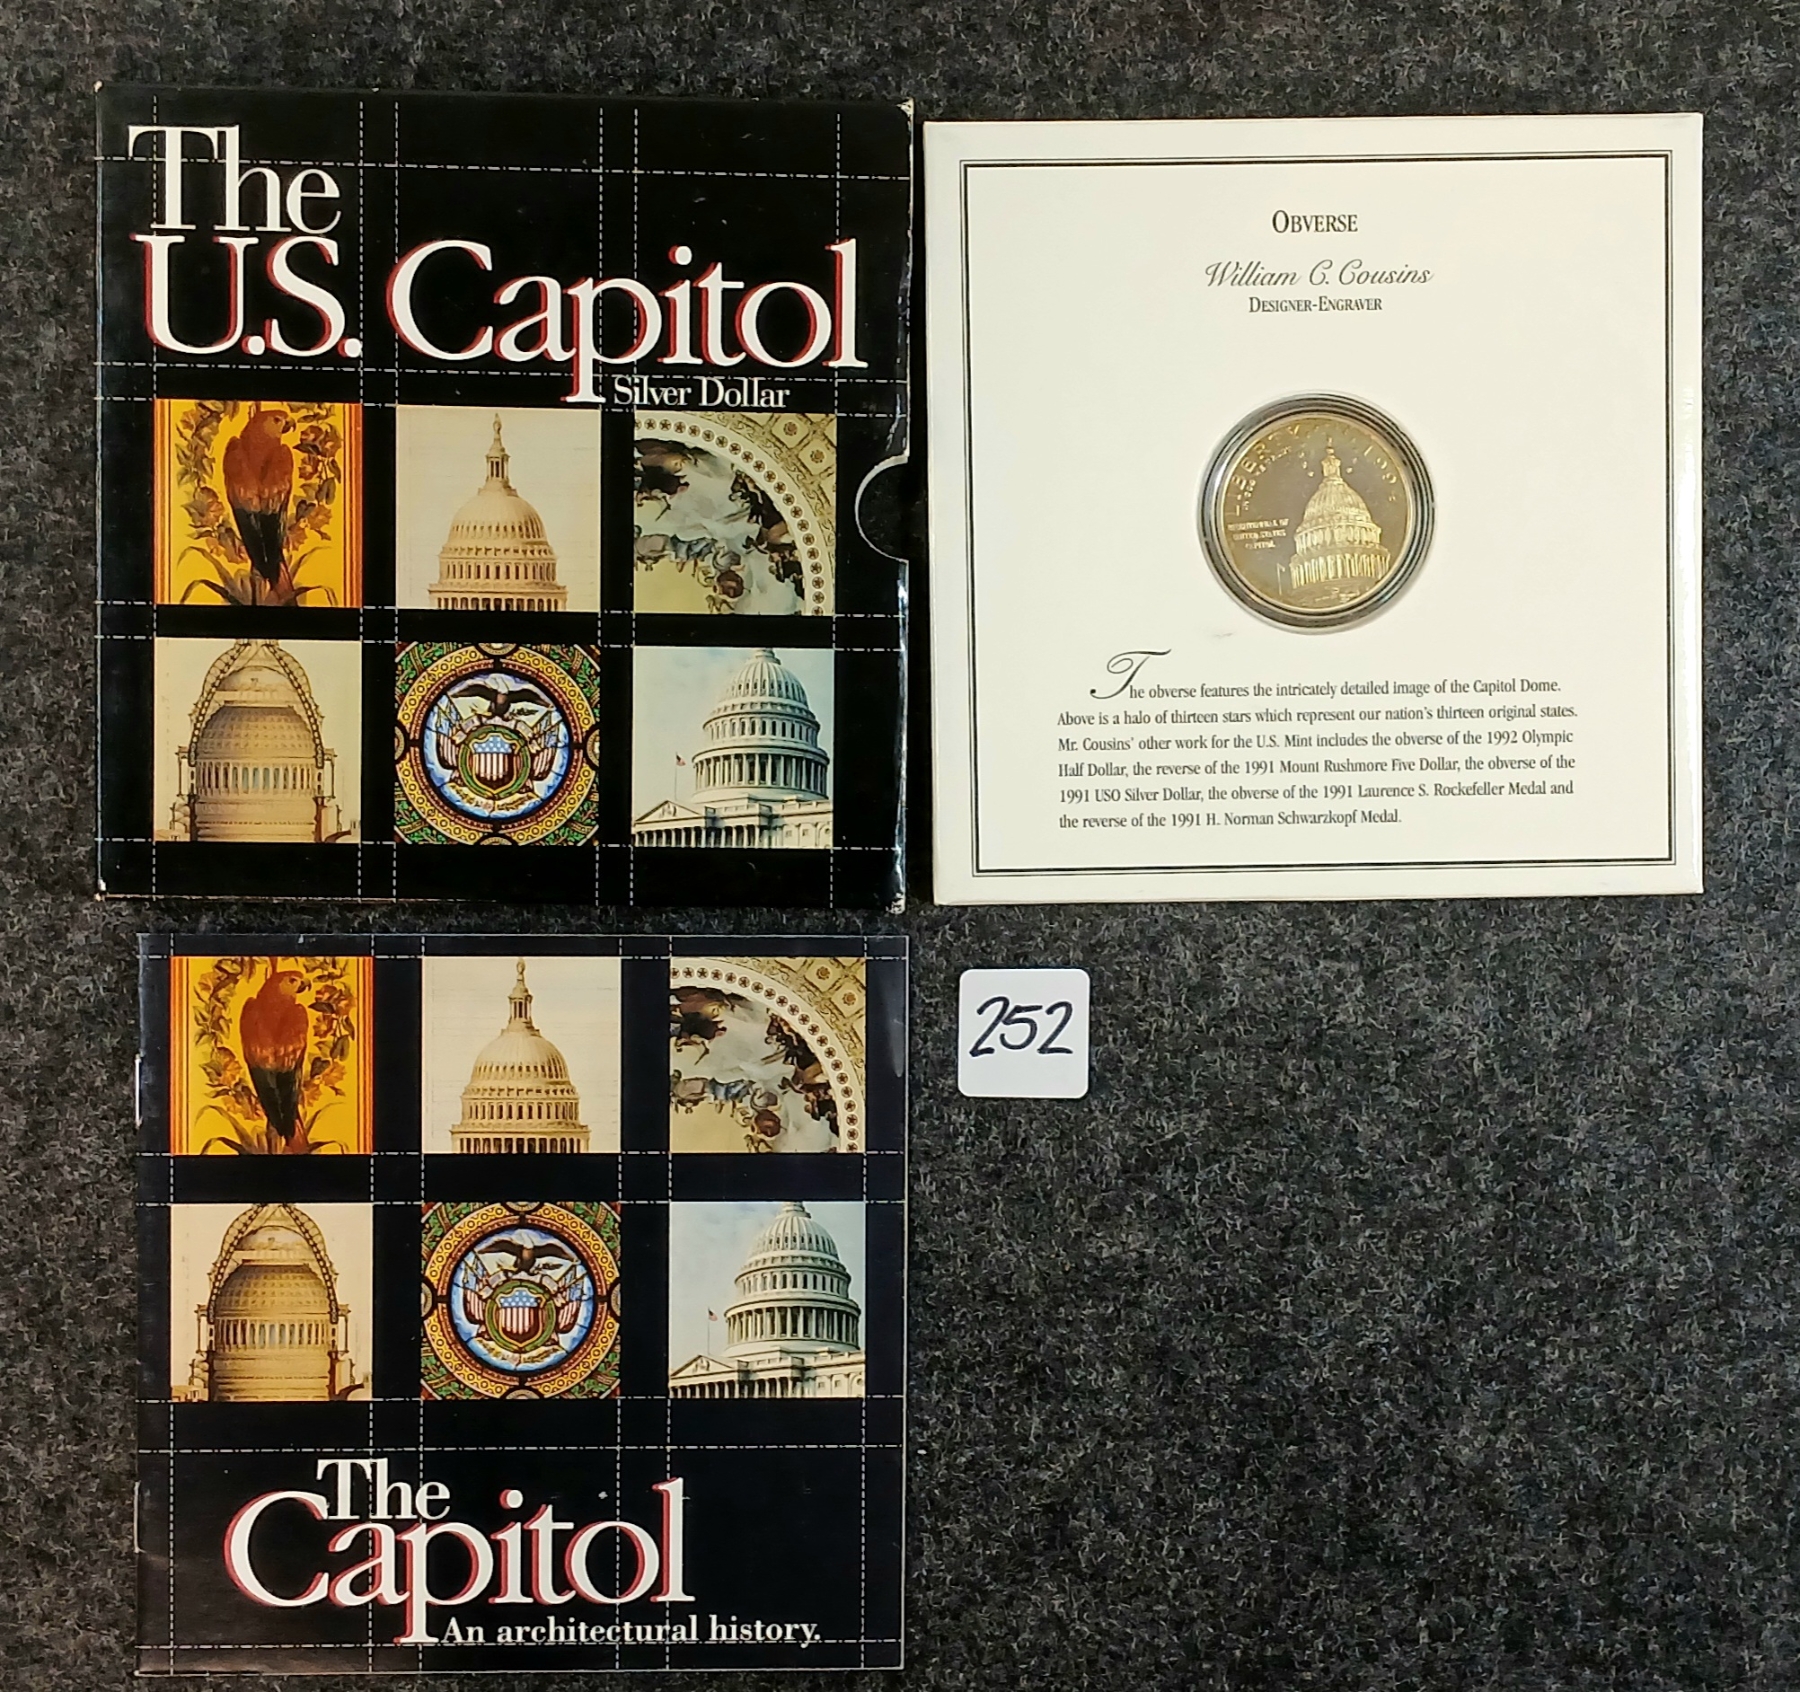 The
U.S. Capitol
Silver Dollar
OBVERSE
William C. Cousins
DESIGNER-ENGRAVER
LIBERTY
The obverse features the intricately detailed image of the Capitol Dome.
Above is a halo of thirteen stars which represent our nation's thirteen original states.
Mr. Cousins' other work for the U.S. Mint includes the obverse of the 1992 Olympic
Half Dollar, the reverse of the 1991 Mount Rushmore Five Dollar, the obverse of the
1991 USO Silver Dollar, the obverse of the 1991 Laurence S. Rockefeller Medal and
the reverse of the 1991 H. Norman Schwarzkopf Medal.
252
The
Capitol
An architectural history.